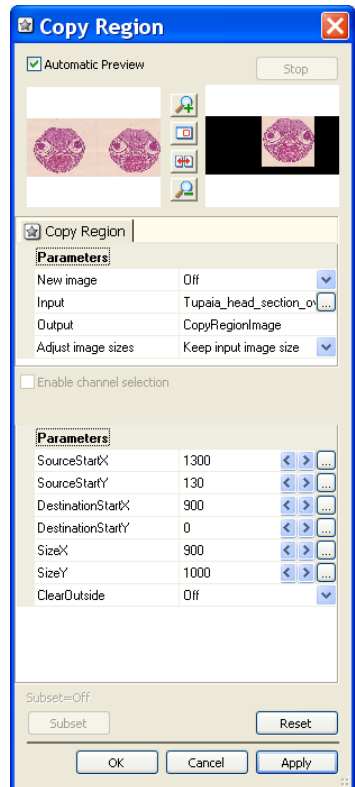 Copy Region
Automatic Preview
Stop
Copy Region
Parameters
New image Off
Input Tupaia_head_section_ov ...
Output CopyRegionImage
Adjust image sizes Keep input image size
Enable channel selection
Parameters
SourceStartX 1300 ...
SourceStartY 130 ...
DestinationStartX 900 ...
DestinationStartY 0 ...
SizeX 900 ...
SizeY 1000 ...
ClearOutside Off
Subset=Off
Subset Reset
OK Cancel Apply